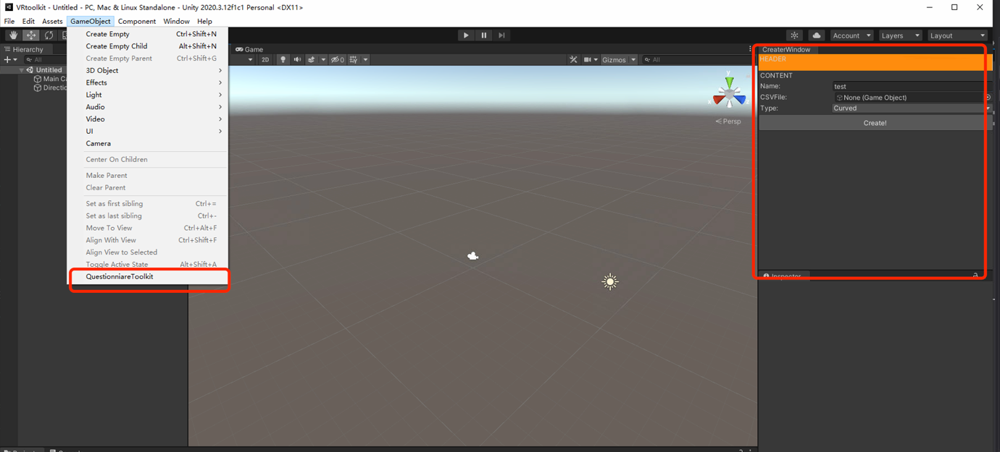 VRtoolkit - Untitled - PC, Mac & Linux Standalone - Unity 2020.3.12f1c1 Personal <DX11>
File Edit Assets GameObject Component Window Help
Account Layers Layout
Hierarchy
All
Untitled
Main Ca
Directio
Create Empty Ctrl+Shift+N
Create Empty Child Alt+Shift+N
Create Empty Parent Ctrl+Shift+G
3D Object
Effects
Light
Audio
Video
UI
Camera
Center On Children
Make Parent
Clear Parent
Set as first sibling Ctrl+=
Set as last sibling Ctrl+-
Move To View Ctrl+Alt+F
Align With View Ctrl+Shift+F
Align View to Selected
Toggle Active State Alt+Shift+A
QuestionniareToolkit
Game
2D 0 Gizmos All
y
x
z
Persp
CreaterWindow
HEADER
CONTENT
Name: test
CSVFile: None (Game Object)
Type: Curved
Create!
Inspector